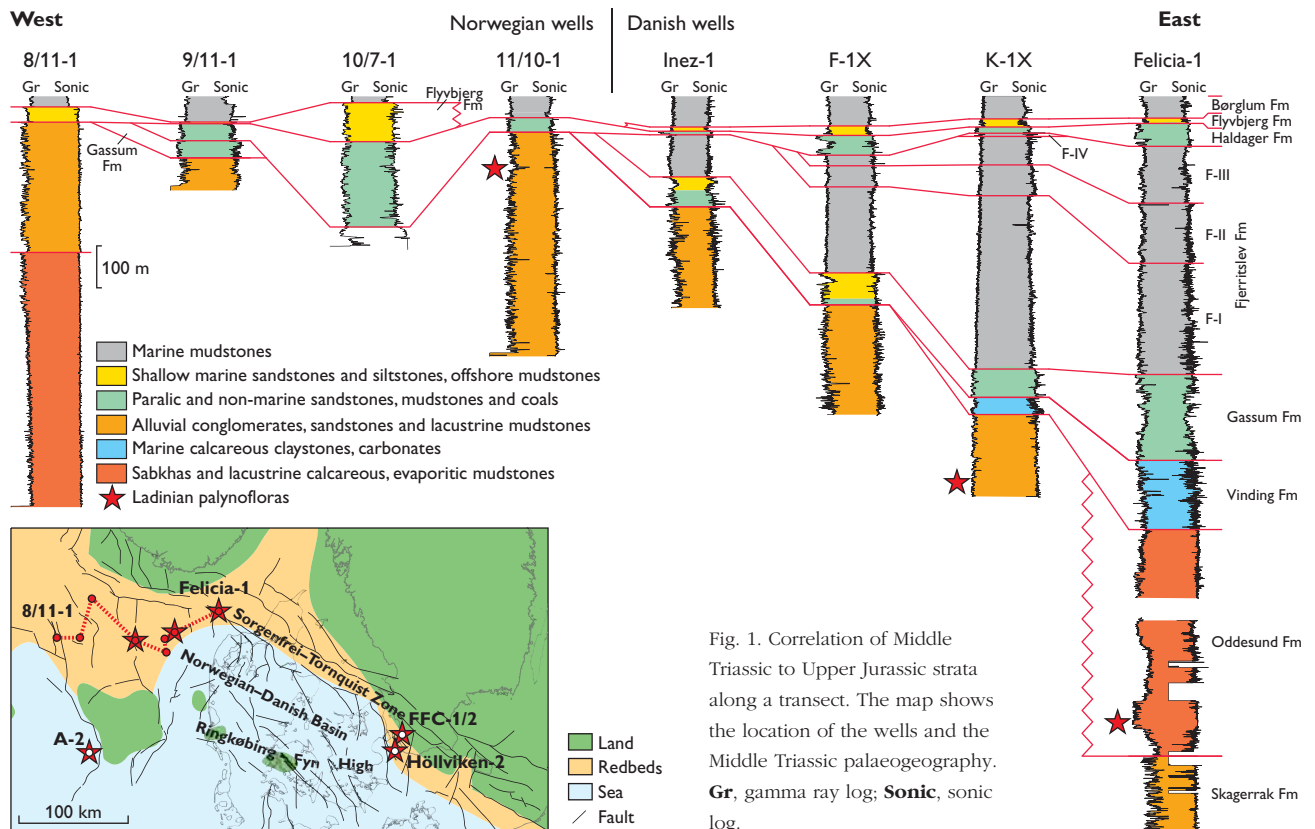 West
Norwegian wells
Danish wells
East
8/11-1
9/11-1
10/7-1
11/10-1
Inez-1
F-1X
K-1X
Felicia-1
Gr Sonic
Gr Sonic
Gr Sonic
Gr Sonic
Gr Sonic
Gr Sonic
Gr Sonic
Gr Sonic
Flyvbjerg
Fm
Gassum
Fm
Børglum Fm
Flyvbjerg Fm
Haldager Fm
F-IV
F-III
F-II
F-I
Fjerritslev Fm
Gassum Fm
Vinding Fm
Oddesund Fm
Skagerrak Fm
100 m
Marine mudstones
Shallow marine sandstones and siltstones, offshore mudstones
Paralic and non-marine sandstones, mudstones and coals
Alluvial conglomerates, sandstones and lacustrine mudstones
Marine calcareous claystones, carbonates
Sabkhas and lacustrine calcareous, evaporitic mudstones
Ladinian palynofloras
Felicia-1
8/11-1
Sorgenfrei–Tornquist Zone
Norwegian–Danish Basin
Ringkøbing – Fyn High
FFC-1/2
A-2
Höllviken-2
100 km
Land
Redbeds
Sea
Fault
Fig. 1. Correlation of Middle
Triassic to Upper Jurassic strata
along a transect. The map shows
the location of the wells and the
Middle Triassic palaeogeography.
Gr, gamma ray log; Sonic, sonic
log.